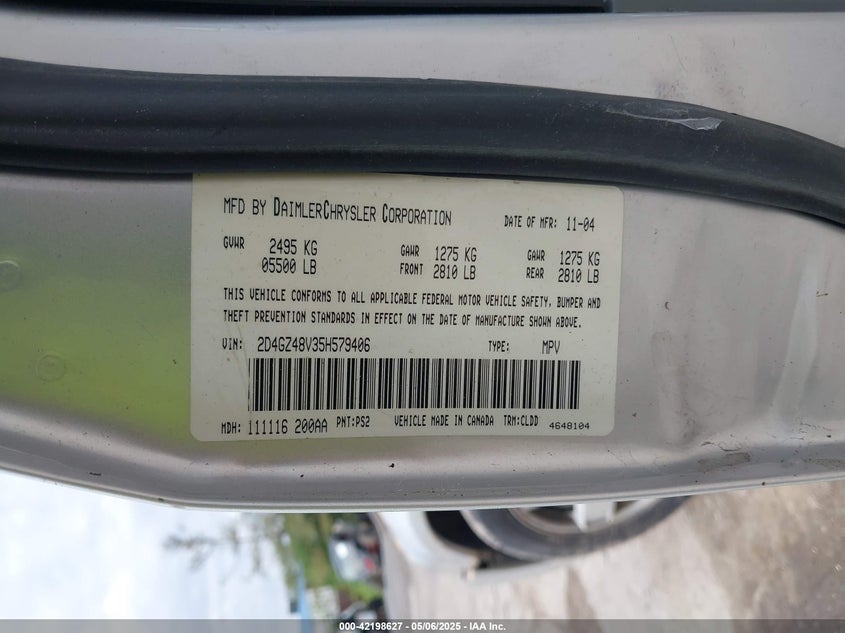 MFD BY DAIMLERCHRYSLER CORPORATION DATE OF MFR: 11-04
GVWR 2495 KG GAWR 1275 KG GAWR 1275 KG
05500 LB FRONT 2810 LB REAR 2810 LB
THIS VEHICLE CONFORMS TO ALL APPLICABLE FEDERAL MOTOR VEHICLE SAFETY, BUMPER AND
THEFT PREVENTION STANDARDS IN EFFECT ON THE DATE OF MANUFACTURE SHOWN ABOVE.
VIN: 2D4GZ48V35H579406 TYPE: MPV
MDH: 111116 200AA PNT:PS2 VEHICLE MADE IN CANADA TRM:CLDD 4648104
000-42198627 - 05/06/2025 - IAA Inc.